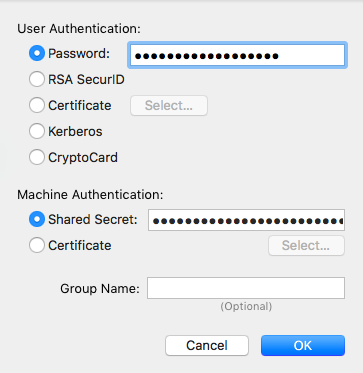 User Authentication:
Password: ••••••••••••••••••
RSA SecurID
Certificate Select...
Kerberos
CryptoCard
Machine Authentication:
Shared Secret: ••••••••••••••••••••••••
Certificate Select...
Group Name:
(Optional)
Cancel OK